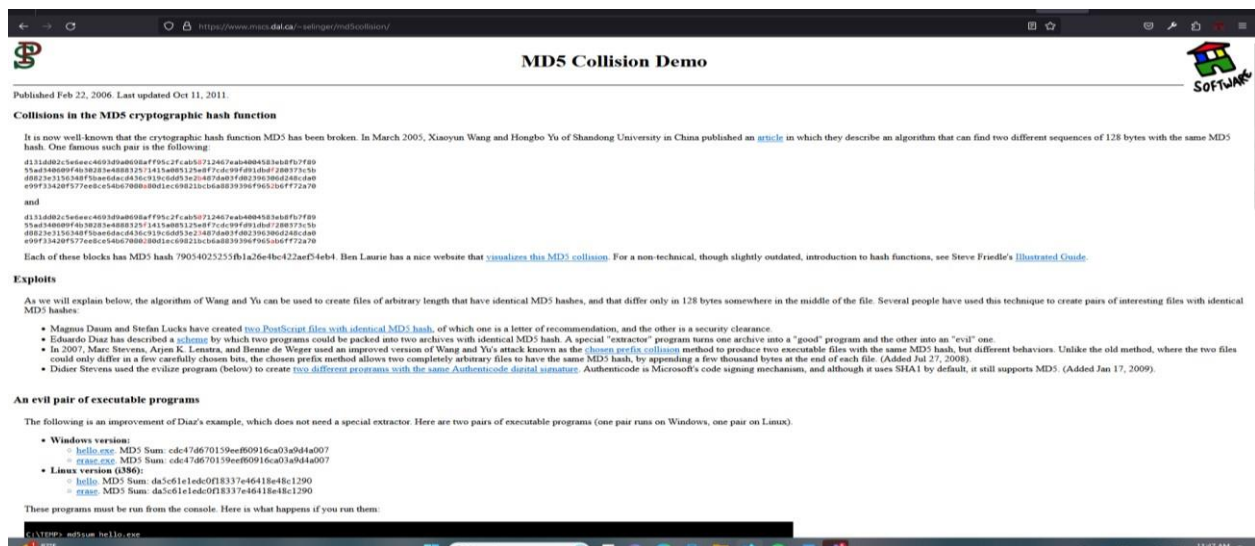 https://www.mscs.dal.ca/~selinger/md5collision/
MD5 Collision Demo
SOFTWARE
Published Feb 22, 2006. Last updated Oct 11, 2011.
Collisions in the MD5 cryptographic hash function
It is now well-known that the crytographic hash function MD5 has been broken. In March 2005, Xiaoyun Wang and Hongbo Yu of Shandong University in China published an article in which they describe an algorithm that can find two different sequences of 128 bytes with the same MD5
hash. One famous such pair is the following:
d131dd02c5e6eec4693d9a0698aff95c2fcab58712467eab4004583eb8fb7f89
55ad340609f4b30283e488832571415a085125e8f7cdc99fd91dbdf280373c5b
d8823e3156348f5bae6dacd436c919c6dd53e2b487da03fd02396306d248cda0
e99f33420f577ee8ce54b67080a80d1ec69821bcb6a8839396f9652b6ff72a70
and
d131dd02c5e6eec4693d9a0698aff95c2fcab50712467eab4004583eb8fb7f89
55ad340609f4b30283e4888325f1415a085125e8f7cdc99fd91dbd7280373c5b
d8823e3156348f5bae6dacd436c919c6dd53e23487da03fd02396306d248cda0
e99f33420f577ee8ce54b67080280d1ec69821bcb6a8839396f965ab6ff72a70
Each of these blocks has MD5 hash 79054025255fb1a26e4bc422aef54eb4. Ben Laurie has a nice website that visualizes this MD5 collision. For a non-technical, though slightly outdated, introduction to hash functions, see Steve Friedle's Illustrated Guide.
Exploits
As we will explain below, the algorithm of Wang and Yu can be used to create files of arbitrary length that have identical MD5 hashes, and that differ only in 128 bytes somewhere in the middle of the file. Several people have used this technique to create pairs of interesting files with identical
MD5 hashes:
• Magnus Daum and Stefan Lucks have created two PostScript files with identical MD5 hash, of which one is a letter of recommendation, and the other is a security clearance.
• Eduardo Diaz has described a scheme by which two programs could be packed into two archives with identical MD5 hash. A special "extractor" program turns one archive into a "good" program and the other into an "evil" one.
• In 2007, Marc Stevens, Arjen K. Lenstra, and Benne de Weger used an improved version of Wang and Yu's attack known as the chosen prefix collision method to produce two executable files with the same MD5 hash, but different behaviors. Unlike the old method, where the two files
could only differ in a few carefully chosen bits, the chosen prefix method allows two completely arbitrary files to have the same MD5 hash, by appending a few thousand bytes at the end of each file. (Added Jul 27, 2008).
• Didier Stevens used the evilize program (below) to create two different programs with the same Authenticode digital signature. Authenticode is Microsoft's code signing mechanism, and although it uses SHA1 by default, it still supports MD5. (Added Jan 17, 2009).
An evil pair of executable programs
The following is an improvement of Diaz's example, which does not need a special extractor. Here are two pairs of executable programs (one pair runs on Windows, one pair on Linux).
• Windows version:
hello.exe. MD5 Sum: cdc47d670159eef60916ca03a9d4a007
erase.exe. MD5 Sum: cdc47d670159eef60916ca03a9d4a007
• Linux version (i386):
hello. MD5 Sum: da5c61e1edc0f18337e46418e48c1290
erase. MD5 Sum: da5c61e1edc0f18337e46418e48c1290
These programs must be run from the console. Here is what happens if you run them:
C:\TEMP> md5sum hello.exe